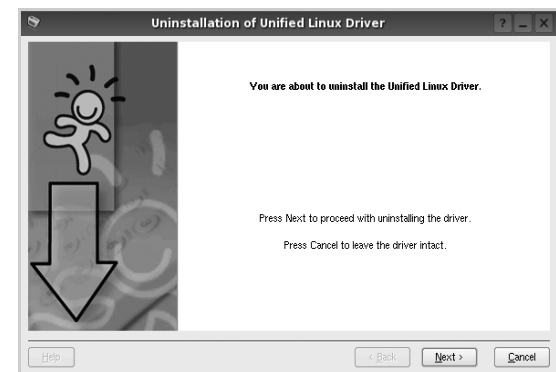 Uninstallation of Unified Linux Driver
You are about to uninstall the Unified Linux Driver.
Press Next to proceed with uninstalling the driver.
Press Cancel to leave the driver intact.
Help
< Back
Next >
Cancel